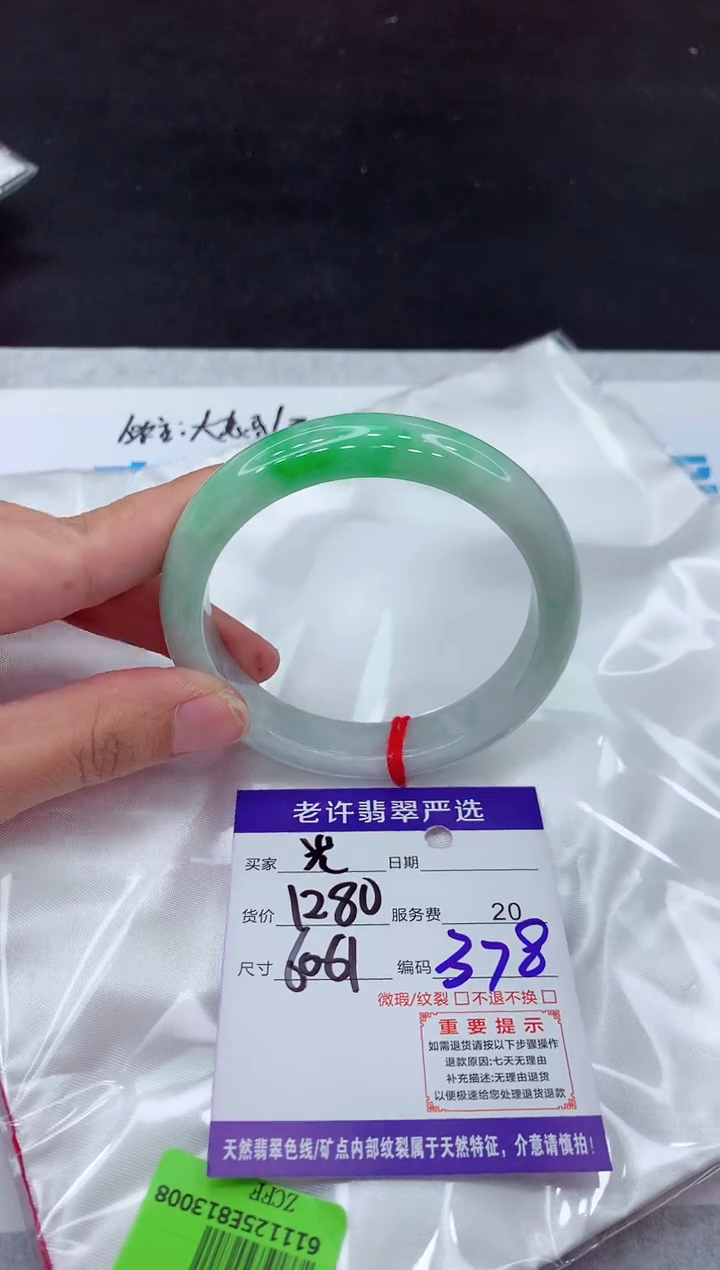 老许翡翠严选
买家 光 日期
货价 1280 服务费 20
尺寸 6061 编码 378
微瑕/纹裂 □ 不退不换 □
重要提示
如需退货请按以下步骤操作
退款原因:七天无理由
补充描述:无理由退货
以便极速给您处理退货退款
天然翡翠色线/矿点内部纹裂属于天然特征，介意请慎拍！
ZCFE
611125E813008